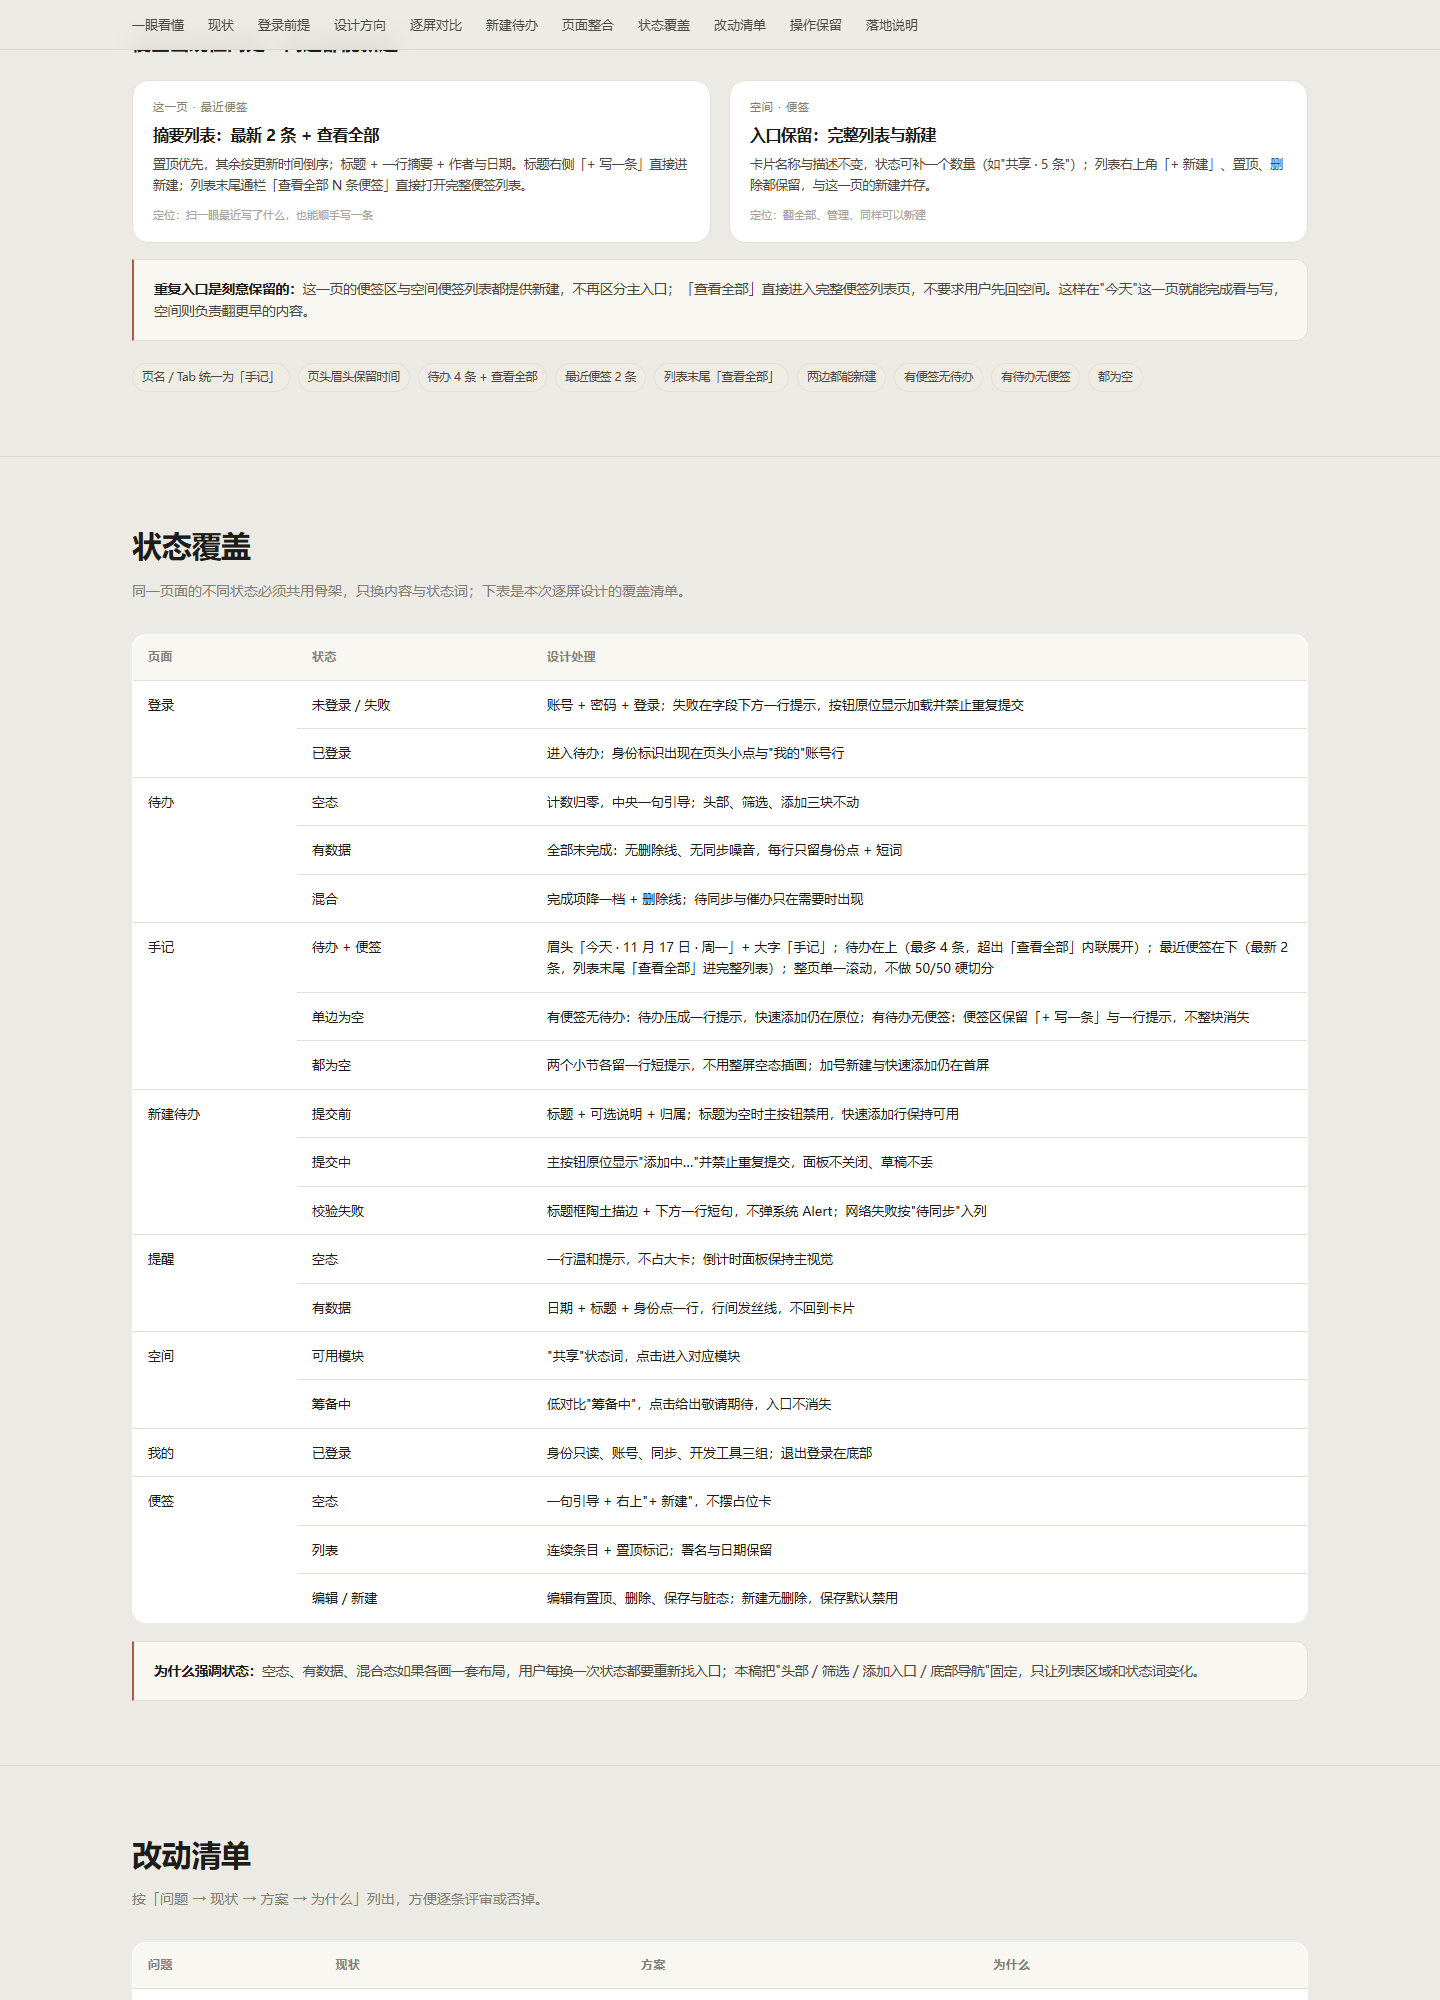 一眼看懂 现状 登录前提 设计方向 逐屏对比 新建待办 页面整合 状态覆盖 改动清单 操作保留 落地说明
这一页 · 最近便签
摘要列表：最新 2 条 + 查看全部
置顶优先，其余按更新时间倒序；标题 + 一行摘要 + 作者与日期。标题右侧「+ 写一条」直接进
新建；列表末尾通栏「查看全部 N 条便签」直接打开完整便签列表。
定位：扫一眼最近写了什么，也能顺手写一条
空间 · 便签
入口保留：完整列表与新建
卡片名称与描述不变，状态可补一个数量（如"共享 · 5 条"）；列表右上角「+ 新建」、置顶、删
除都保留，与这一页的新建并存。
定位：翻全部、管理、同样可以新建
重复入口是刻意保留的：这一页的便签区与空间便签列表都提供新建，不再区分主入口；「查看全部」直接进入完整便签列表页，不要求用户先回空间。这样在"今天"这一页就能完成看与写，
空间则负责翻更早的内容。
页名 / Tab 统一为「手记」 页头眉头保留时间 待办 4 条 + 查看全部 最近便签 2 条 列表末尾「查看全部」 两边都能新建 有便签无待办 有待办无便签 都为空
状态覆盖
同一页面的不同状态必须共用骨架，只换内容与状态词；下表是本次逐屏设计的覆盖清单。
页面 状态 设计处理
登录 未登录 / 失败 账号 + 密码 + 登录；失败在字段下方一行提示，按钮原位显示加载并禁止重复提交
已登录 进入待办；身份标识出现在页头小点与"我的"账号行
待办 空态 计数归零，中央一句引导；头部、筛选、添加三块不动
有数据 全部未完成：无删除线、无同步噪音，每行只留身份点 + 短词
混合 完成项降一档 + 删除线；待同步与催办只在需要时出现
手记 待办 + 便签 眉头「今天 · 11 月 17 日 · 周一」+ 大字「手记」；待办在上（最多 4 条，超出「查看全部」内联展开）；最近便签在下（最新 2
条，列表末尾「查看全部」进完整列表）；整页单一滚动，不做 50/50 硬切分
单边为空 有便签无待办：待办压成一行提示，快速添加仍在原位；有待办无便签：便签区保留「+ 写一条」与一行提示，不整块消失
都为空 两个小节各留一行短提示，不用整屏空态插画；加号新建与快速添加仍在首屏
新建待办 提交前 标题 + 可选说明 + 归属；标题为空时主按钮禁用，快速添加行保持可用
提交中 主按钮原位显示"添加中…"并禁止重复提交，面板不关闭、草稿不丢
校验失败 标题框陶土描边 + 下方一行短句，不弹系统 Alert；网络失败按"待同步"入列
提醒 空态 一行温和提示，不占大卡；倒计时面板保持主视觉
有数据 日期 + 标题 + 身份点一行，行间发丝线，不回到卡片
空间 可用模块 "共享"状态词，点击进入对应模块
筹备中 低对比"筹备中"，点击给出敬请期待，入口不消失
我的 已登录 身份只读、账号、同步、开发工具三组；退出登录在底部
便签 空态 一句引导 + 右上"+ 新建"，不摆占位卡
列表 连续条目 + 置顶标记；署名与日期保留
编辑 / 新建 编辑有置顶、删除、保存与脏态；新建无删除，保存默认禁用
为什么强调状态：空态、有数据、混合态如果各画一套布局，用户每换一次状态都要重新找入口；本稿把"头部 / 筛选 / 添加入口 / 底部导航"固定，只让列表区域和状态词变化。
改动清单
按「问题 → 现状 → 方案 → 为什么」列出，方便逐条评审或否掉。
问题 现状 方案 为什么